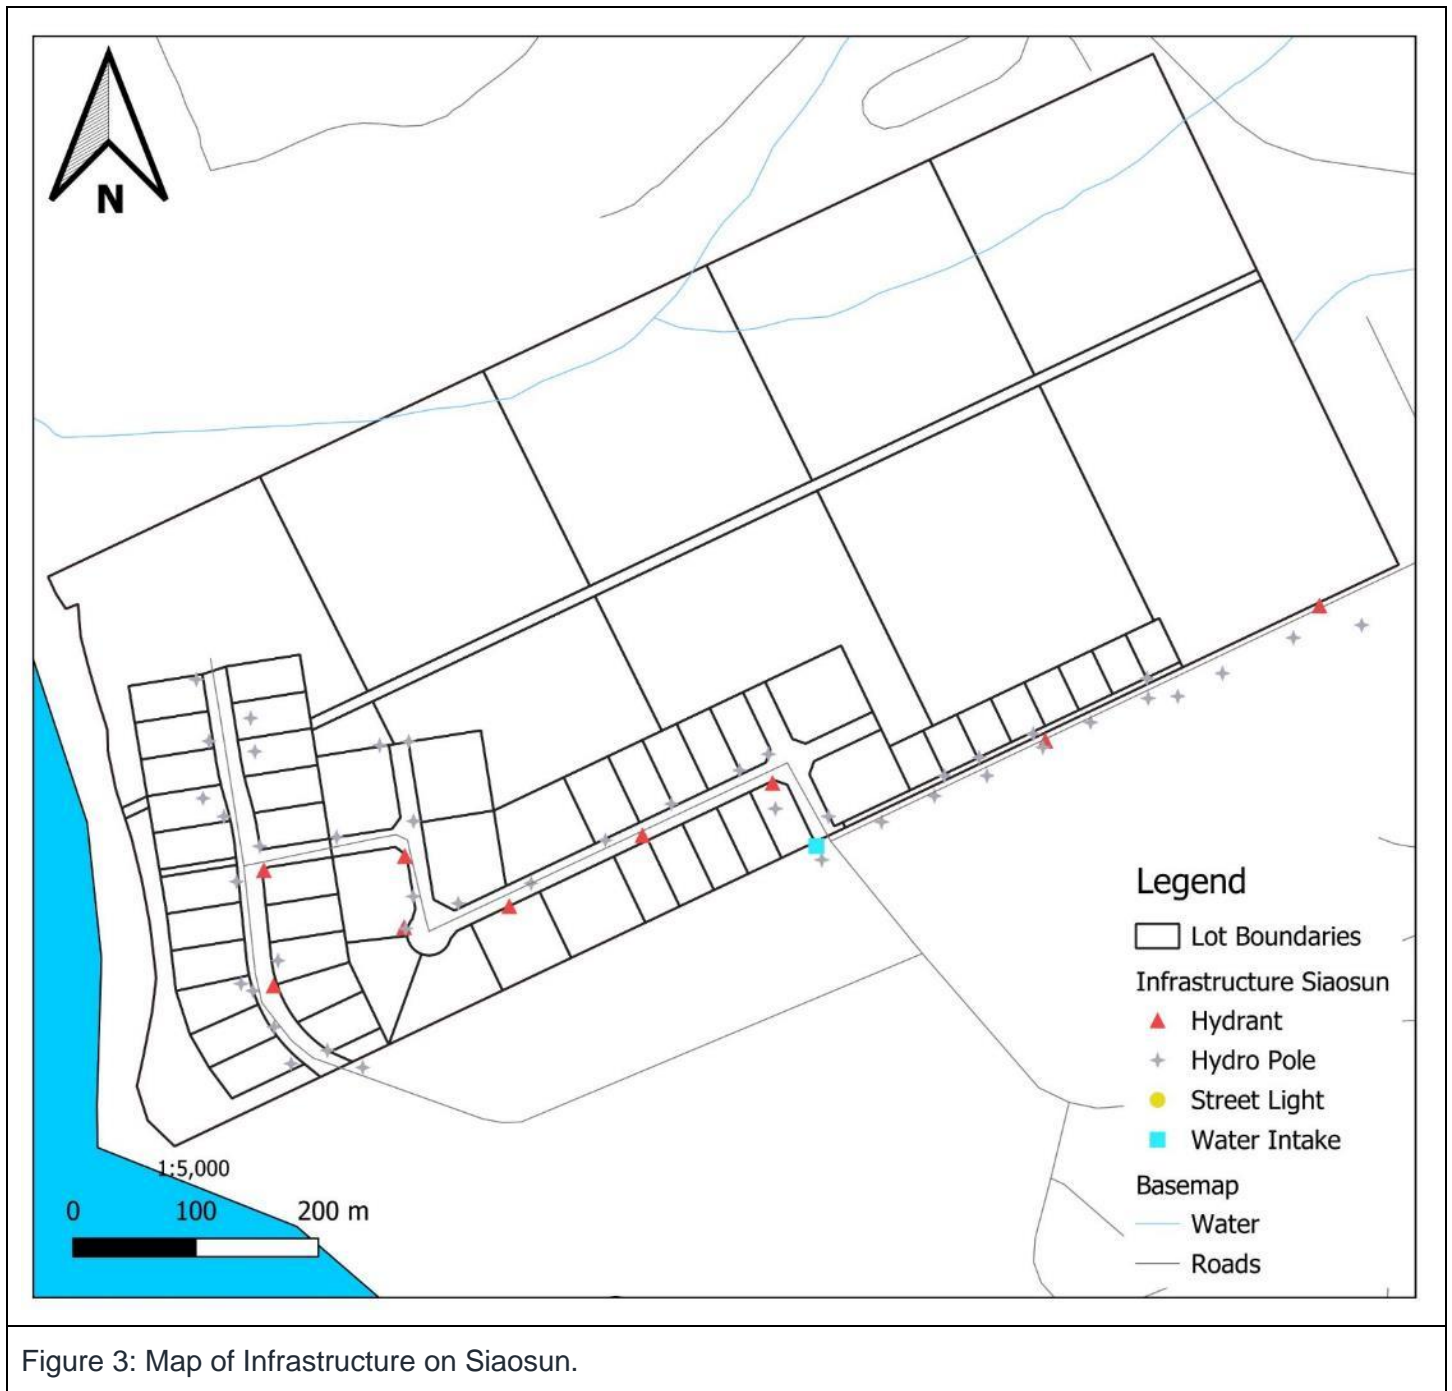 N
Legend
Lot Boundaries
Infrastructure Siaosun
Hydrant
Hydro Pole
Street Light
Water Intake
Basemap
Water
Roads
1:5,000
0 100 200 m
Figure 3: Map of Infrastructure on Siaosun.